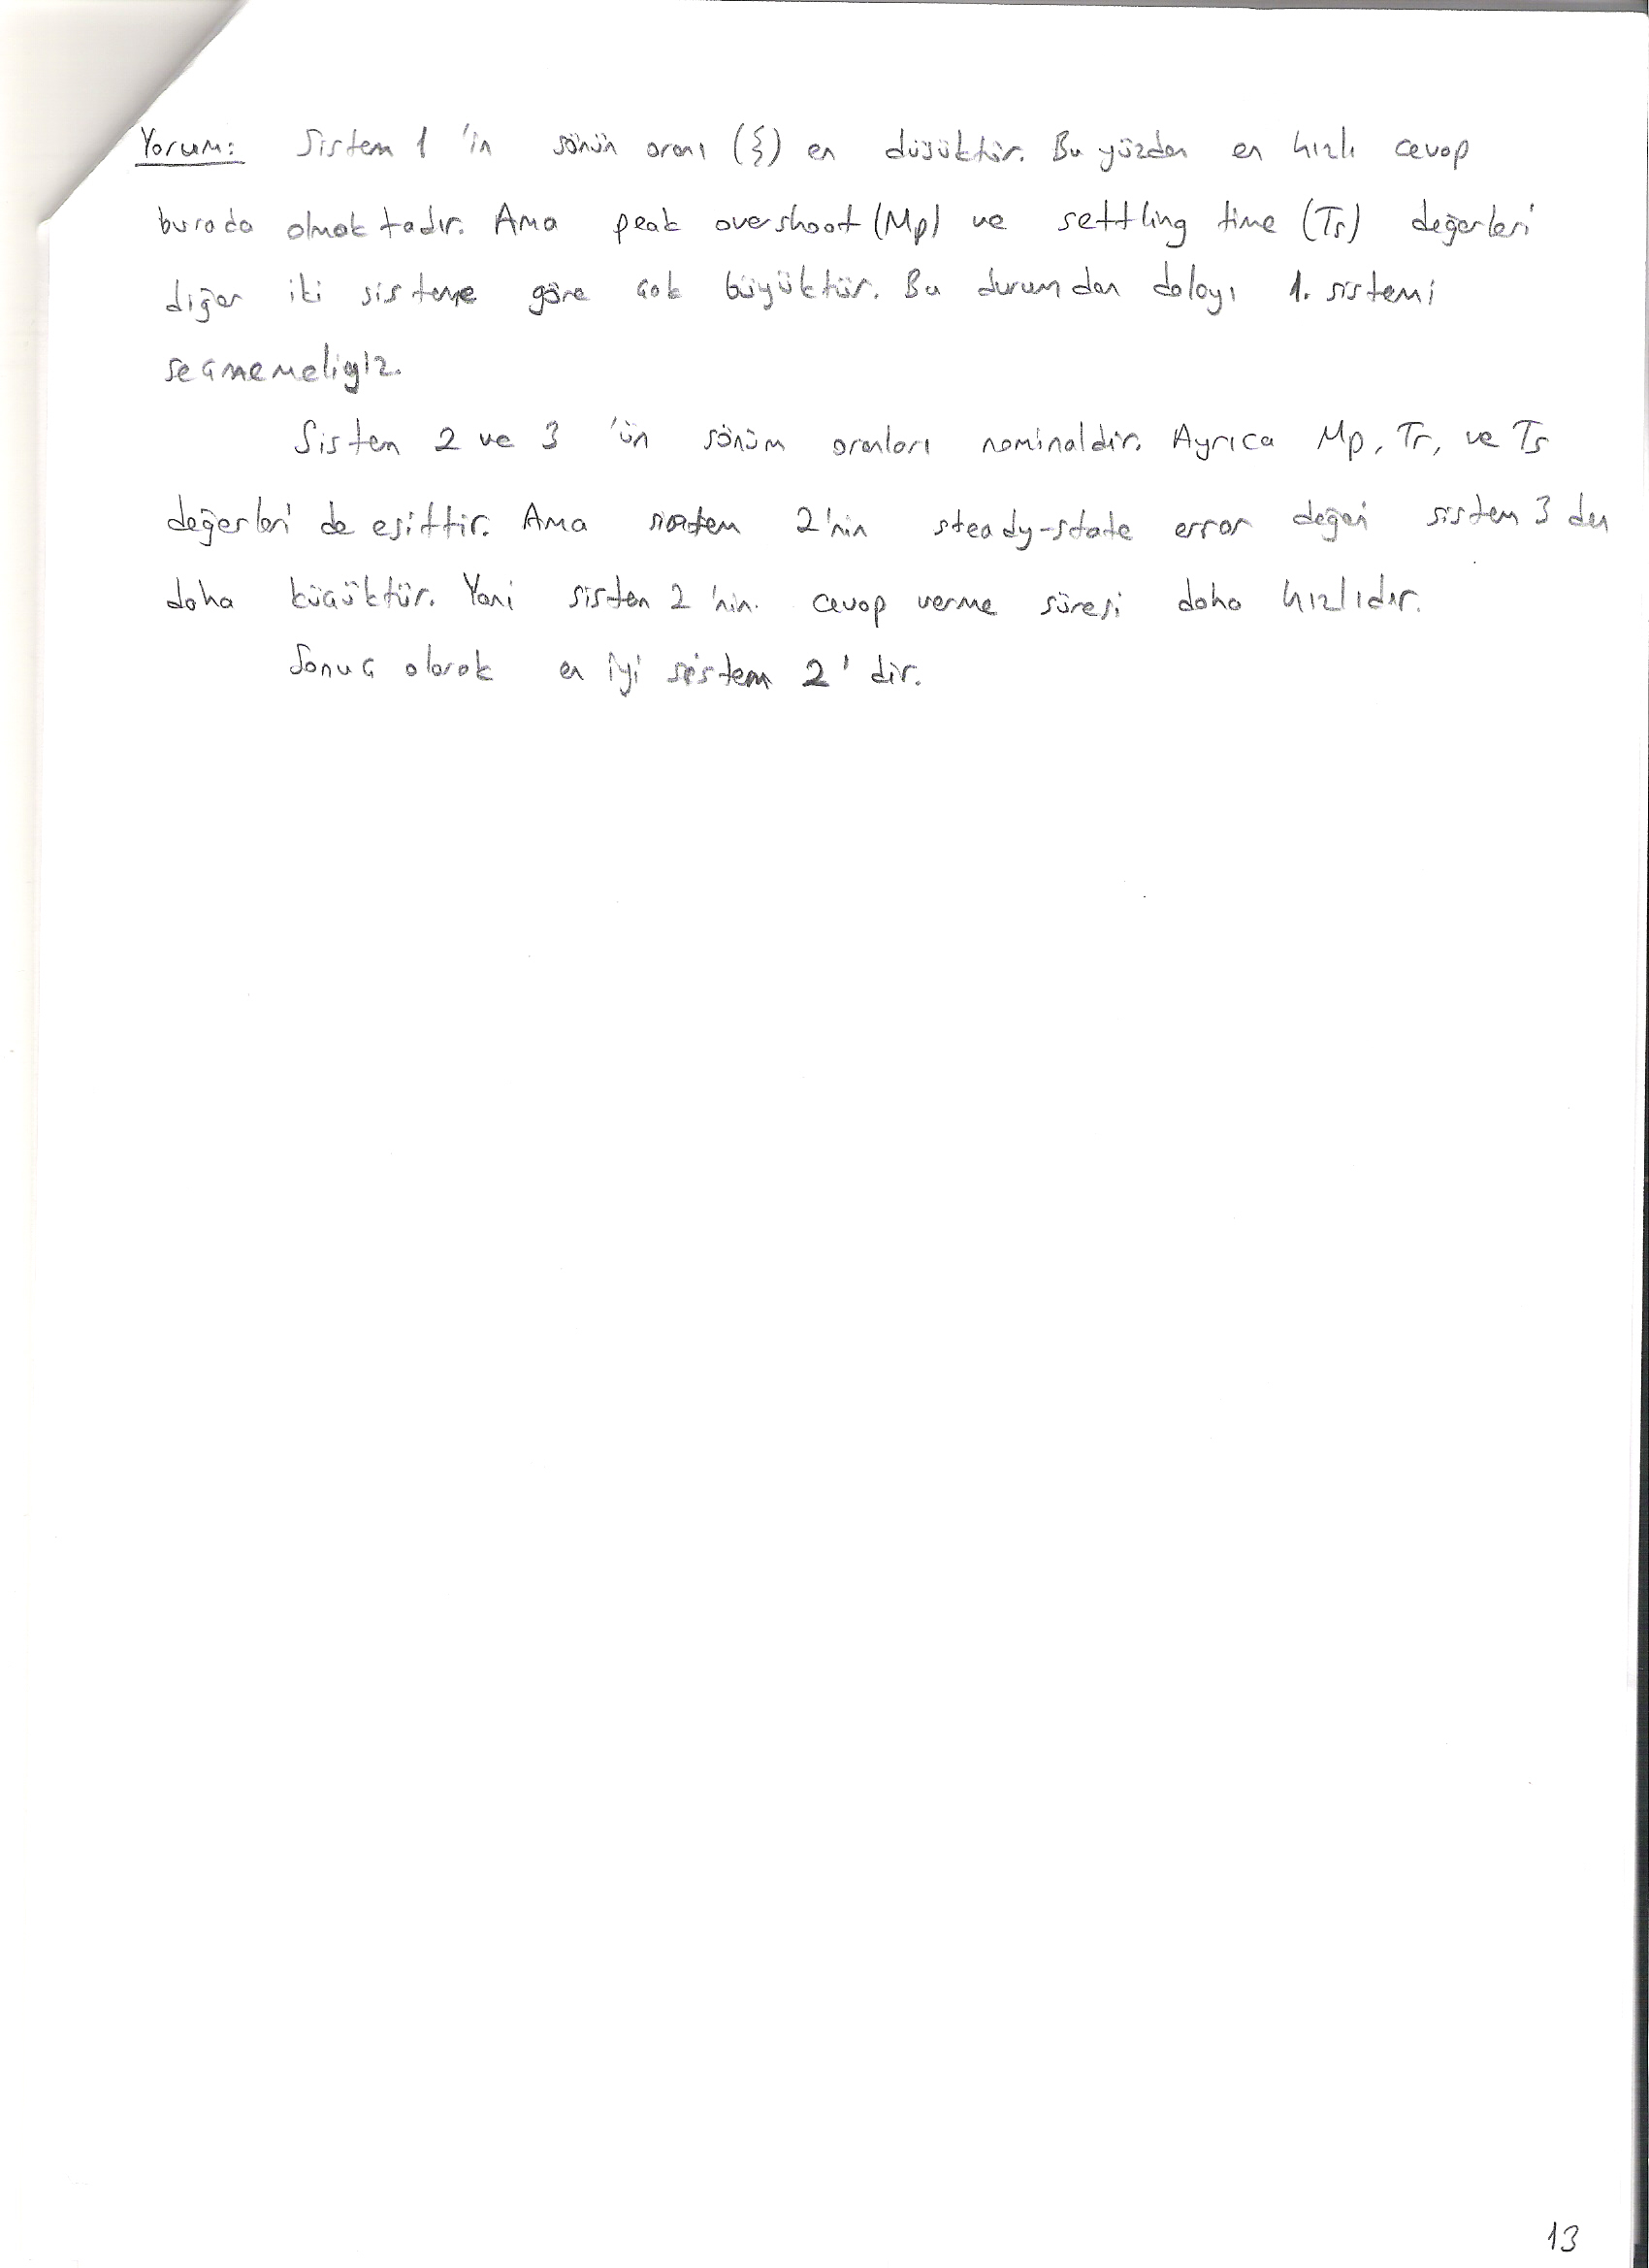 Yorum: Sistem 1 'in sönün oranı (ξ) en düşüktür. Bu yüzden en hızlı cevap
burada olmaktadır. Ama peak overshoot (Mp) ve settling time (Ts) değerleri
diğer iki sisteme göre çok büyüktür. Bu durumdan dolayı 1. sistemi
seçmemeliyiz.
Sistem 2 ve 3 'ün sönüm oranları nominaldir. Ayrıca Mp, Tr, ve Ts
değerleri de eşittir. Ama sistem 2'nin steady-state error değeri sistem 3 den
daha küçüktür. Yani sistem 2 'nin cevap verme süresi daha hızlıdır.
Sonuç olarak en iyi sistem 2' dir.
13